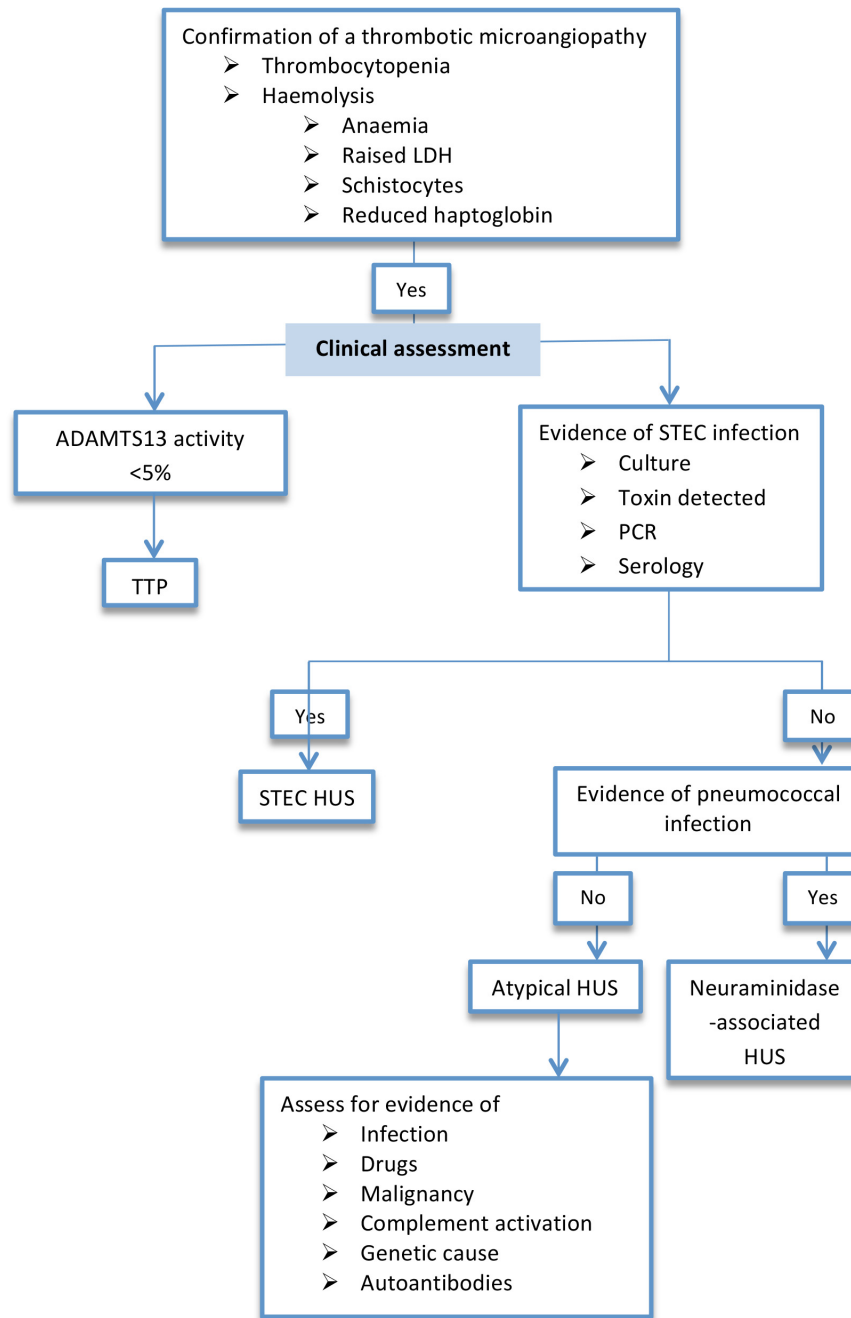 Confirmation of a thrombotic microangiopathy
➢ Thrombocytopenia
➢ Haemolysis
➢ Anaemia
➢ Raised LDH
➢ Schistocytes
➢ Reduced haptoglobin
Yes
Clinical assessment
ADAMTS13 activity
<5%
TTP
Evidence of STEC infection
➢ Culture
➢ Toxin detected
➢ PCR
➢ Serology
Yes
No
STEC HUS
Evidence of pneumococcal
infection
No
Yes
Atypical HUS
Neuraminidase
-associated
HUS
Assess for evidence of
➢ Infection
➢ Drugs
➢ Malignancy
➢ Complement activation
➢ Genetic cause
➢ Autoantibodies